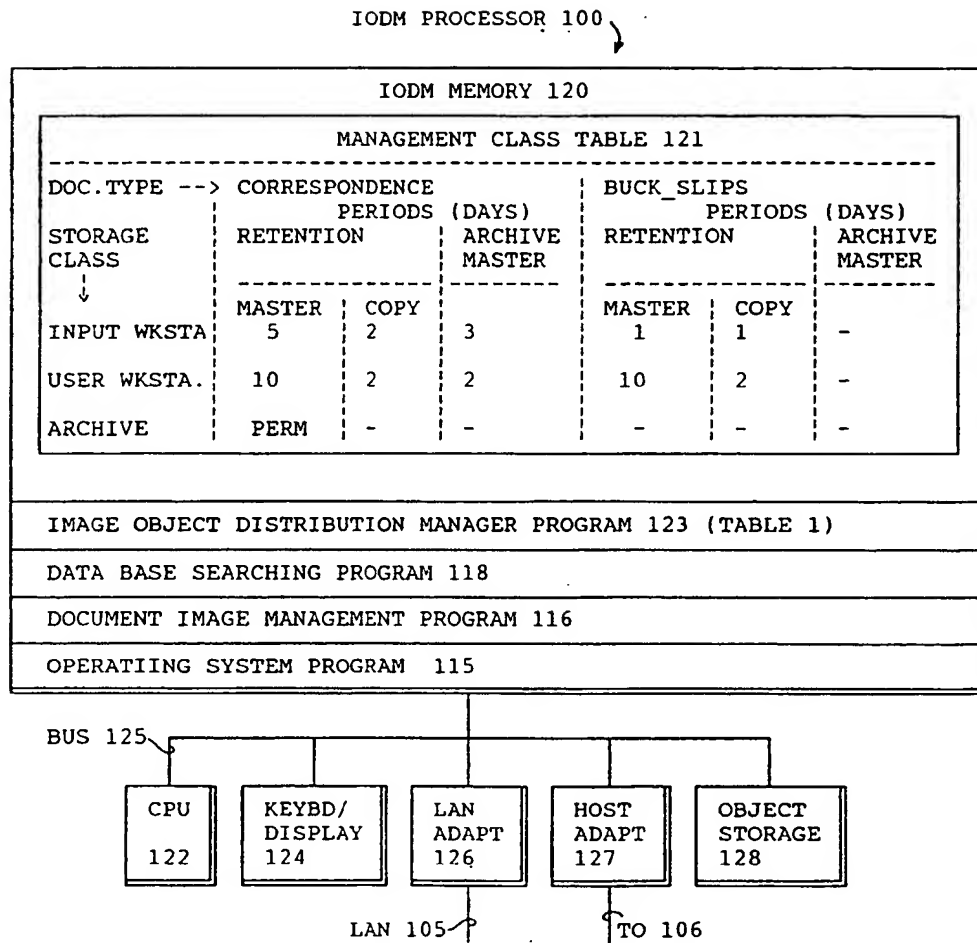 IODM PROCESSOR 100
IODM MEMORY 120
MANAGEMENT CLASS TABLE 121
DOC.TYPE --> CORRESPONDENCE BUCK_SLIPS
PERIODS (DAYS) PERIODS (DAYS)
STORAGE RETENTION ARCHIVE RETENTION ARCHIVE
CLASS MASTER MASTER
MASTER COPY MASTER COPY
INPUT WKSTA 5 2 3 1 1 -
USER WKSTA. 10 2 2 10 2 -
ARCHIVE PERM - - - - -
IMAGE OBJECT DISTRIBUTION MANAGER PROGRAM 123 (TABLE 1)
DATA BASE SEARCHING PROGRAM 118
DOCUMENT IMAGE MANAGEMENT PROGRAM 116
OPERATIING SYSTEM PROGRAM 115
BUS 125
CPU KEYBD/ LAN HOST OBJECT
DISPLAY ADAPT ADAPT STORAGE
122 124 126 127 128
LAN 105 TO 106